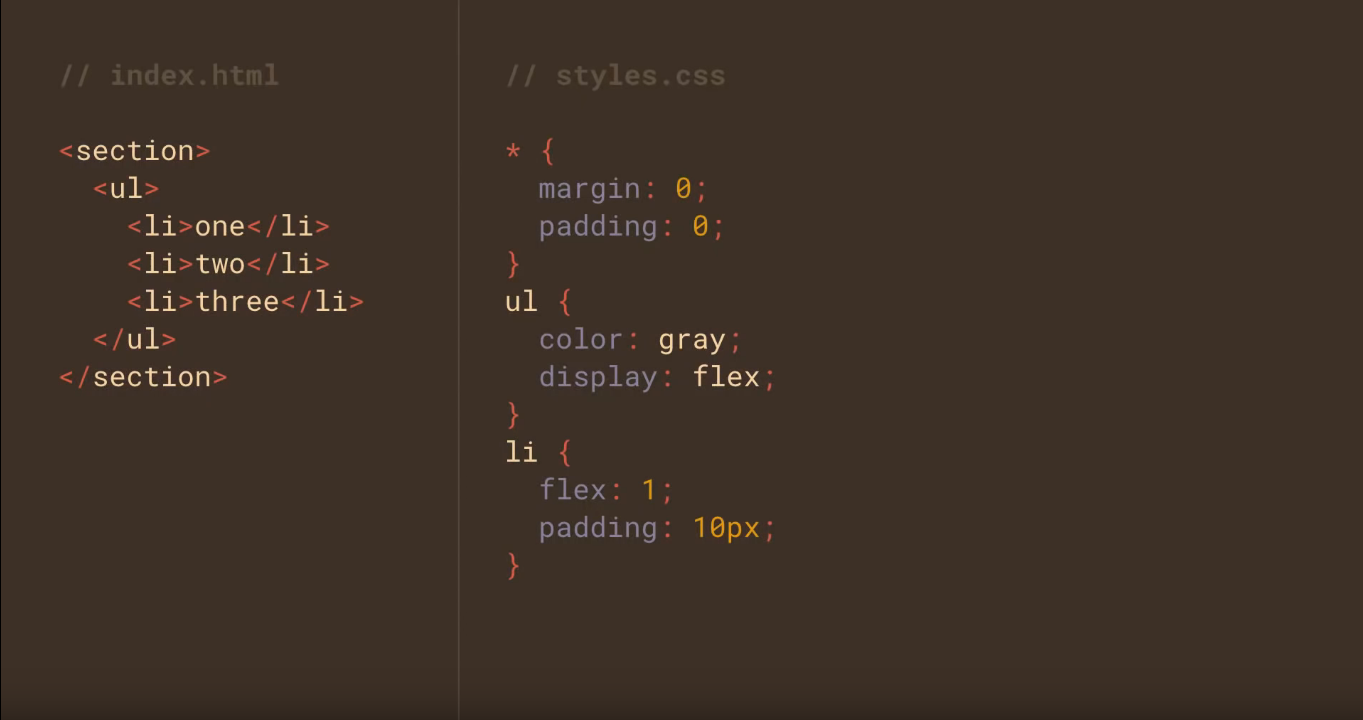 // index.html
<section>
  <ul>
    <li>one</li>
    <li>two</li>
    <li>three</li>
  </ul>
</section>
// styles.css
* {
  margin: 0;
  padding: 0;
}
ul {
  color: gray;
  display: flex;
}
li {
  flex: 1;
  padding: 10px;
}